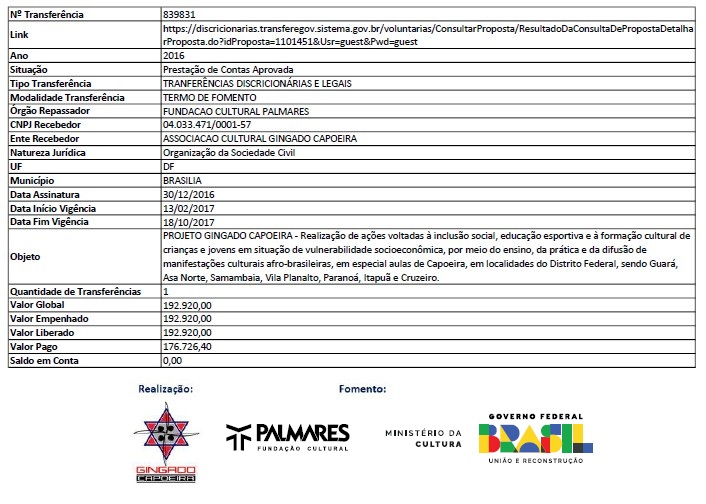 Nº Transferência 839831
Link https://discricionarias.transferegov.sistema.gov.br/voluntarias/ConsultarProposta/ResultadoDaConsultaDePropostaDetalha
rProposta.do?idProposta=1101451&Usr=guest&Pwd=guest
Ano 2016
Situação Prestação de Contas Aprovada
Tipo Transferência TRANFERÊNCIAS DISCRICIONÁRIAS E LEGAIS
Modalidade Transferência TERMO DE FOMENTO
Órgão Repassador FUNDACAO CULTURAL PALMARES
CNPJ Recebedor 04.033.471/0001-57
Ente Recebedor ASSOCIACAO CULTURAL GINGADO CAPOEIRA
Natureza Jurídica Organização da Sociedade Civil
UF DF
Município BRASILIA
Data Assinatura 30/12/2016
Data Início Vigência 13/02/2017
Data Fim Vigência 18/10/2017
Objeto PROJETO GINGADO CAPOEIRA - Realização de ações voltadas à inclusão social, educação esportiva e à formação cultural de
crianças e jovens em situação de vulnerabilidade socioeconômica, por meio do ensino, da prática e da difusão de
manifestações culturais afro-brasileiras, em especial aulas de Capoeira, em localidades do Distrito Federal, sendo Guará,
Asa Norte, Samambaia, Vila Planalto, Paranoá, Itapuã e Cruzeiro.
Quantidade de Transferências 1
Valor Global 192.920,00
Valor Empenhado 192.920,00
Valor Liberado 192.920,00
Valor Pago 176.726,40
Saldo em Conta 0,00
Realização: Fomento:
GINGADO
CAPOEIRA
PALMARES
FUNDAÇÃO CULTURAL
MINISTÉRIO DA
CULTURA
GOVERNO FEDERAL
BRASIL
UNIÃO E RECONSTRUÇÃO